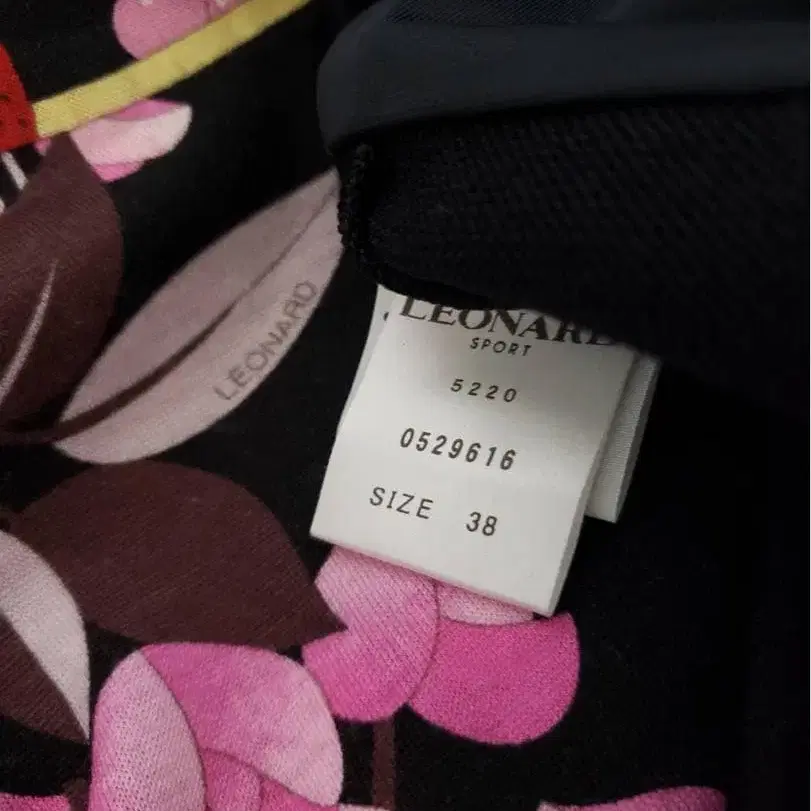 LEONARD
LEONARD
SPORT
5220
0529616
SIZE 38